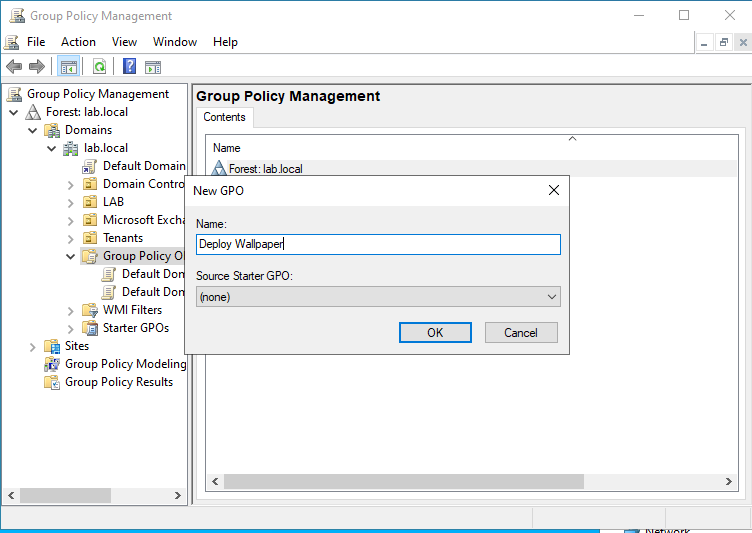 Group Policy Management
File Action View Window Help
Group Policy Management
Forest: lab.local
Domains
lab.local
Default Domain
Domain Contro
LAB
Microsoft Excha
Tenants
Group Policy O
Default Dom
Default Don
WMI Filters
Starter GPOs
Sites
Group Policy Modeling
Group Policy Results
Group Policy Management
Contents
Name
Forest: lab.local
New GPO
Name:
Deploy Wallpaper
Source Starter GPO:
(none)
OK Cancel
Network